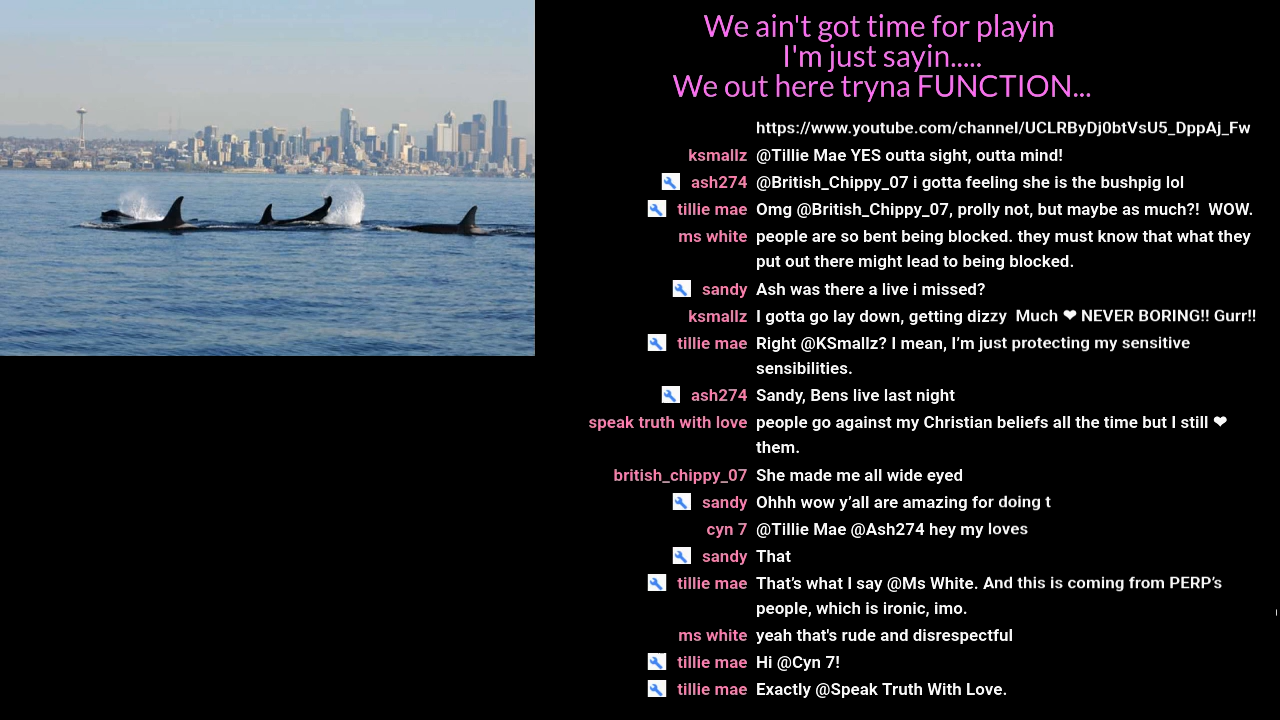 We ain't got time for playin
I'm just sayin.....
We out here tryna FUNCTION...
https://www.youtube.com/channel/UCLRByDj0btVsU5_DppAj_Fw
ksmallz @Tillie Mae YES outta sight, outta mind!
ash274 @British_Chippy_07 i gotta feeling she is the bushpig lol
tillie mae Omg @British_Chippy_07, prolly not, but maybe as much?! WOW.
ms white people are so bent being blocked. they must know that what they
put out there might lead to being blocked.
sandy Ash was there a live i missed?
ksmallz I gotta go lay down, getting dizzy Much ❤ NEVER BORING!! Gurr!!
tillie mae Right @KSmallz? I mean, I’m just protecting my sensitive
sensibilities.
ash274 Sandy, Bens live last night
speak truth with love people go against my Christian beliefs all the time but I still ❤
them.
british_chippy_07 She made me all wide eyed
sandy Ohhh wow y’all are amazing for doing t
cyn 7 @Tillie Mae @Ash274 hey my loves
sandy That
tillie mae That’s what I say @Ms White. And this is coming from PERP’s
people, which is ironic, imo.
ms white yeah that's rude and disrespectful
tillie mae Hi @Cyn 7!
tillie mae Exactly @Speak Truth With Love.